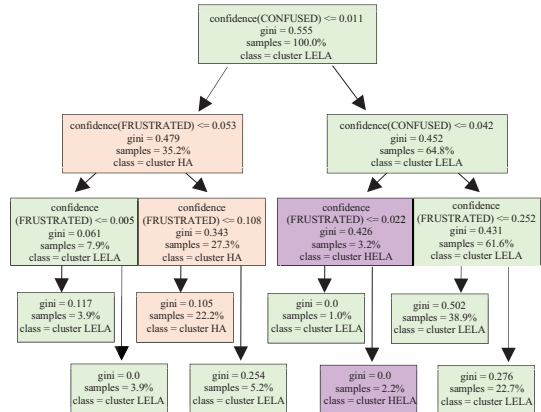 confidence(CONFUSED) <= 0.011
gini = 0.555
samples = 100.0%
class = cluster LELA
confidence(FRUSTRATED) <= 0.053
gini = 0.479
samples = 35.2%
class = cluster HA
confidence(CONFUSED) <= 0.042
gini = 0.452
samples = 64.8%
class = cluster LELA
confidence
(FRUSTRATED) <= 0.005
gini = 0.061
samples = 7.9%
class = cluster LELA
confidence
(FRUSTRATED) <= 0.108
gini = 0.343
samples = 27.3%
class = cluster HA
confidence
(FRUSTRATED) <= 0.022
gini = 0.426
samples = 3.2%
class = cluster HELA
confidence
(FRUSTRATED) <= 0.252
gini = 0.431
samples = 61.6%
class = cluster LELA
gini = 0.117
samples = 3.9%
class = cluster LELA
gini = 0.105
samples = 22.2%
class = cluster HA
gini = 0.0
samples = 1.0%
class = cluster LELA
gini = 0.502
samples = 38.9%
class = cluster LELA
gini = 0.0
samples = 3.9%
class = cluster LELA
gini = 0.254
samples = 5.2%
class = cluster LELA
gini = 0.0
samples = 2.2%
class = cluster HELA
gini = 0.276
samples = 22.7%
class = cluster LELA